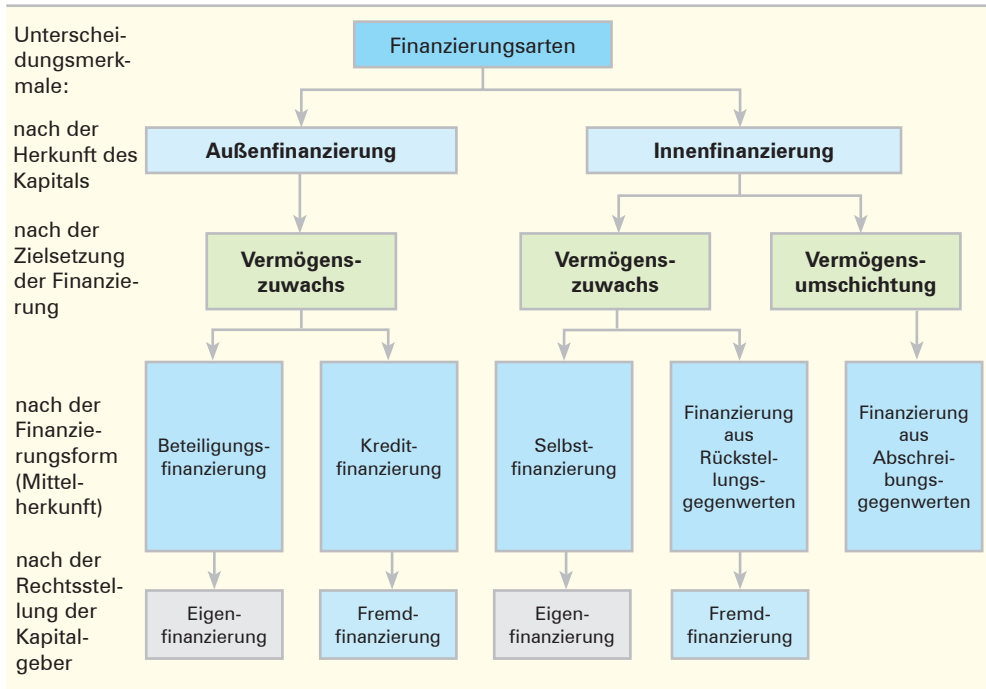 Unterschei-
dungsmerk-
male:
Finanzierungsarten
nach der
Herkunft des
Kapitals
Außenfinanzierung
Innenfinanzierung
nach der
Zielsetzung
der Finanzie-
rung
Vermögens-
zuwachs
Vermögens-
zuwachs
Vermögens-
umschichtung
nach der
Finanzie-
rungsform
(Mittel-
herkunft)
Beteiligungs-
finanzierung
Kredit-
finanzierung
Selbst-
finanzierung
Finanzierung
aus
Rückstel-
lungs-
gegenwerten
Finanzierung
aus
Abschrei-
bungs-
gegenwerten
nach der
Rechtsstel-
lung der
Kapital-
geber
Eigen-
finanzierung
Fremd-
finanzierung
Eigen-
finanzierung
Fremd-
finanzierung